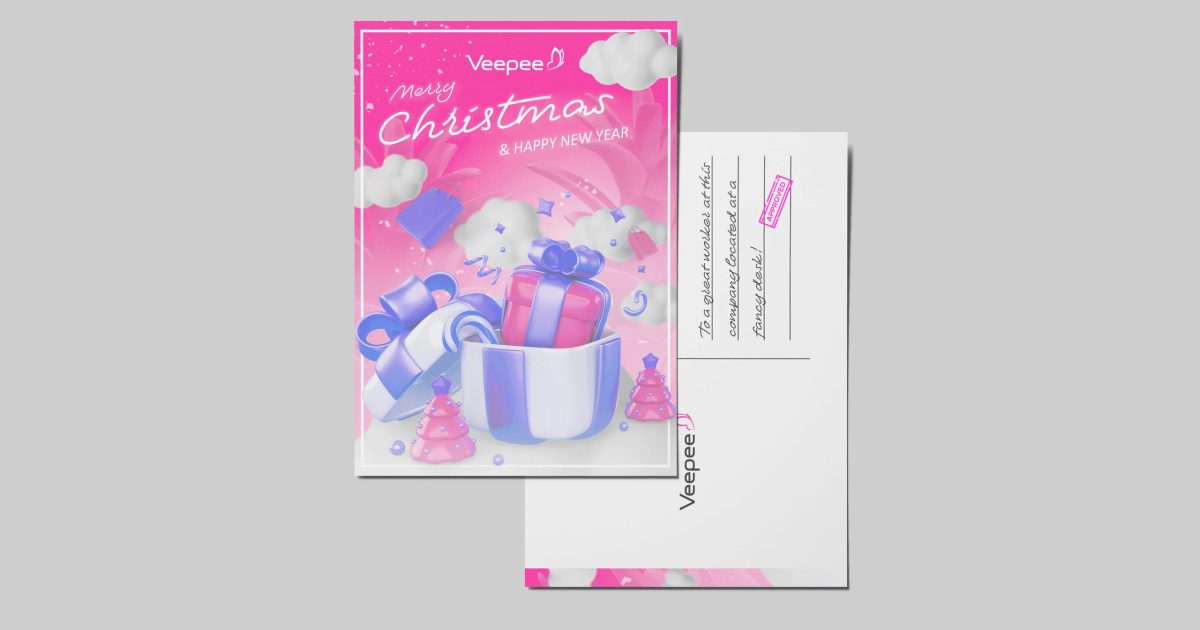 Veepee
Merry
Christmas
& HAPPY NEW YEAR
To a great worker at this
company located at a
fancy desk!
APPROVED
Veepee